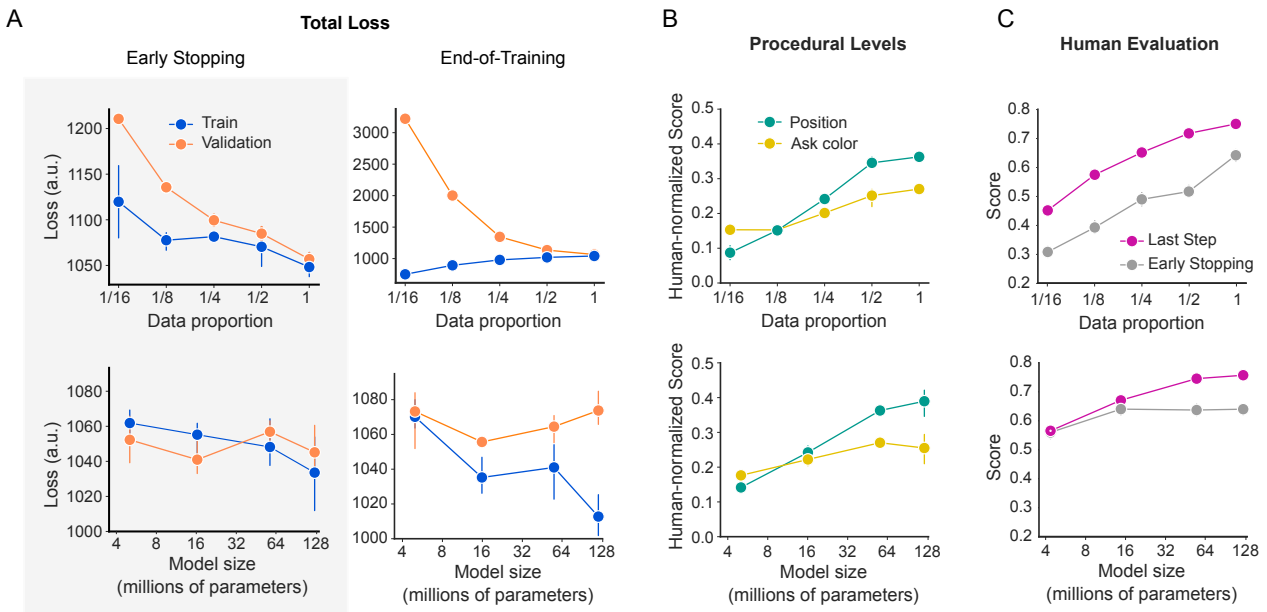 A
Total Loss
Early Stopping
End-of-Training
1200
1150
1100
1050
Loss (a.u.)
Train
Validation
1/16 1/8 1/4 1/2 1
Data proportion
3000
2000
1000
0
1/16 1/8 1/4 1/2 1
Data proportion
1080
1060
1040
1020
1000
Loss (a.u.)
4 8 16 32 64 128
Model size
(millions of parameters)
1080
1060
1040
1020
1000
4 8 16 32 64 128
Model size
(millions of parameters)
B
Procedural Levels
Human-normalized Score
0.5
0.4
0.3
0.2
0.1
0.0
Position
Ask color
1/16 1/8 1/4 1/2 1
Data proportion
Human-normalized Score
0.5
0.4
0.3
0.2
0.1
0.0
4 8 16 32 64 128
Model size
(millions of parameters)
C
Human Evaluation
Score
0.8
0.7
0.6
0.5
0.4
0.3
0.2
Last Step
Early Stopping
1/16 1/8 1/4 1/2 1
Data proportion
Score
0.8
0.7
0.6
0.5
0.4
0.3
0.2
4 8 16 32 64 128
Model size
(millions of parameters)